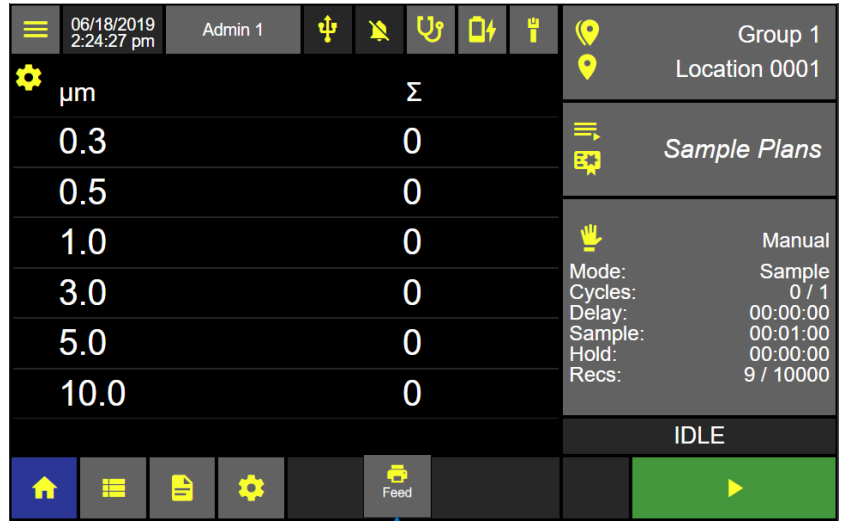 06/18/2019
2:24:27 pm
Admin 1
Group 1
Location 0001
µm Σ
0.3 0
0.5 0
1.0 0
3.0 0
5.0 0
10.0 0
Sample Plans
Manual
Mode: Sample
Cycles: 0 / 1
Delay: 00:00:00
Sample: 00:01:00
Hold: 00:00:00
Recs: 9 / 10000
IDLE
Feed